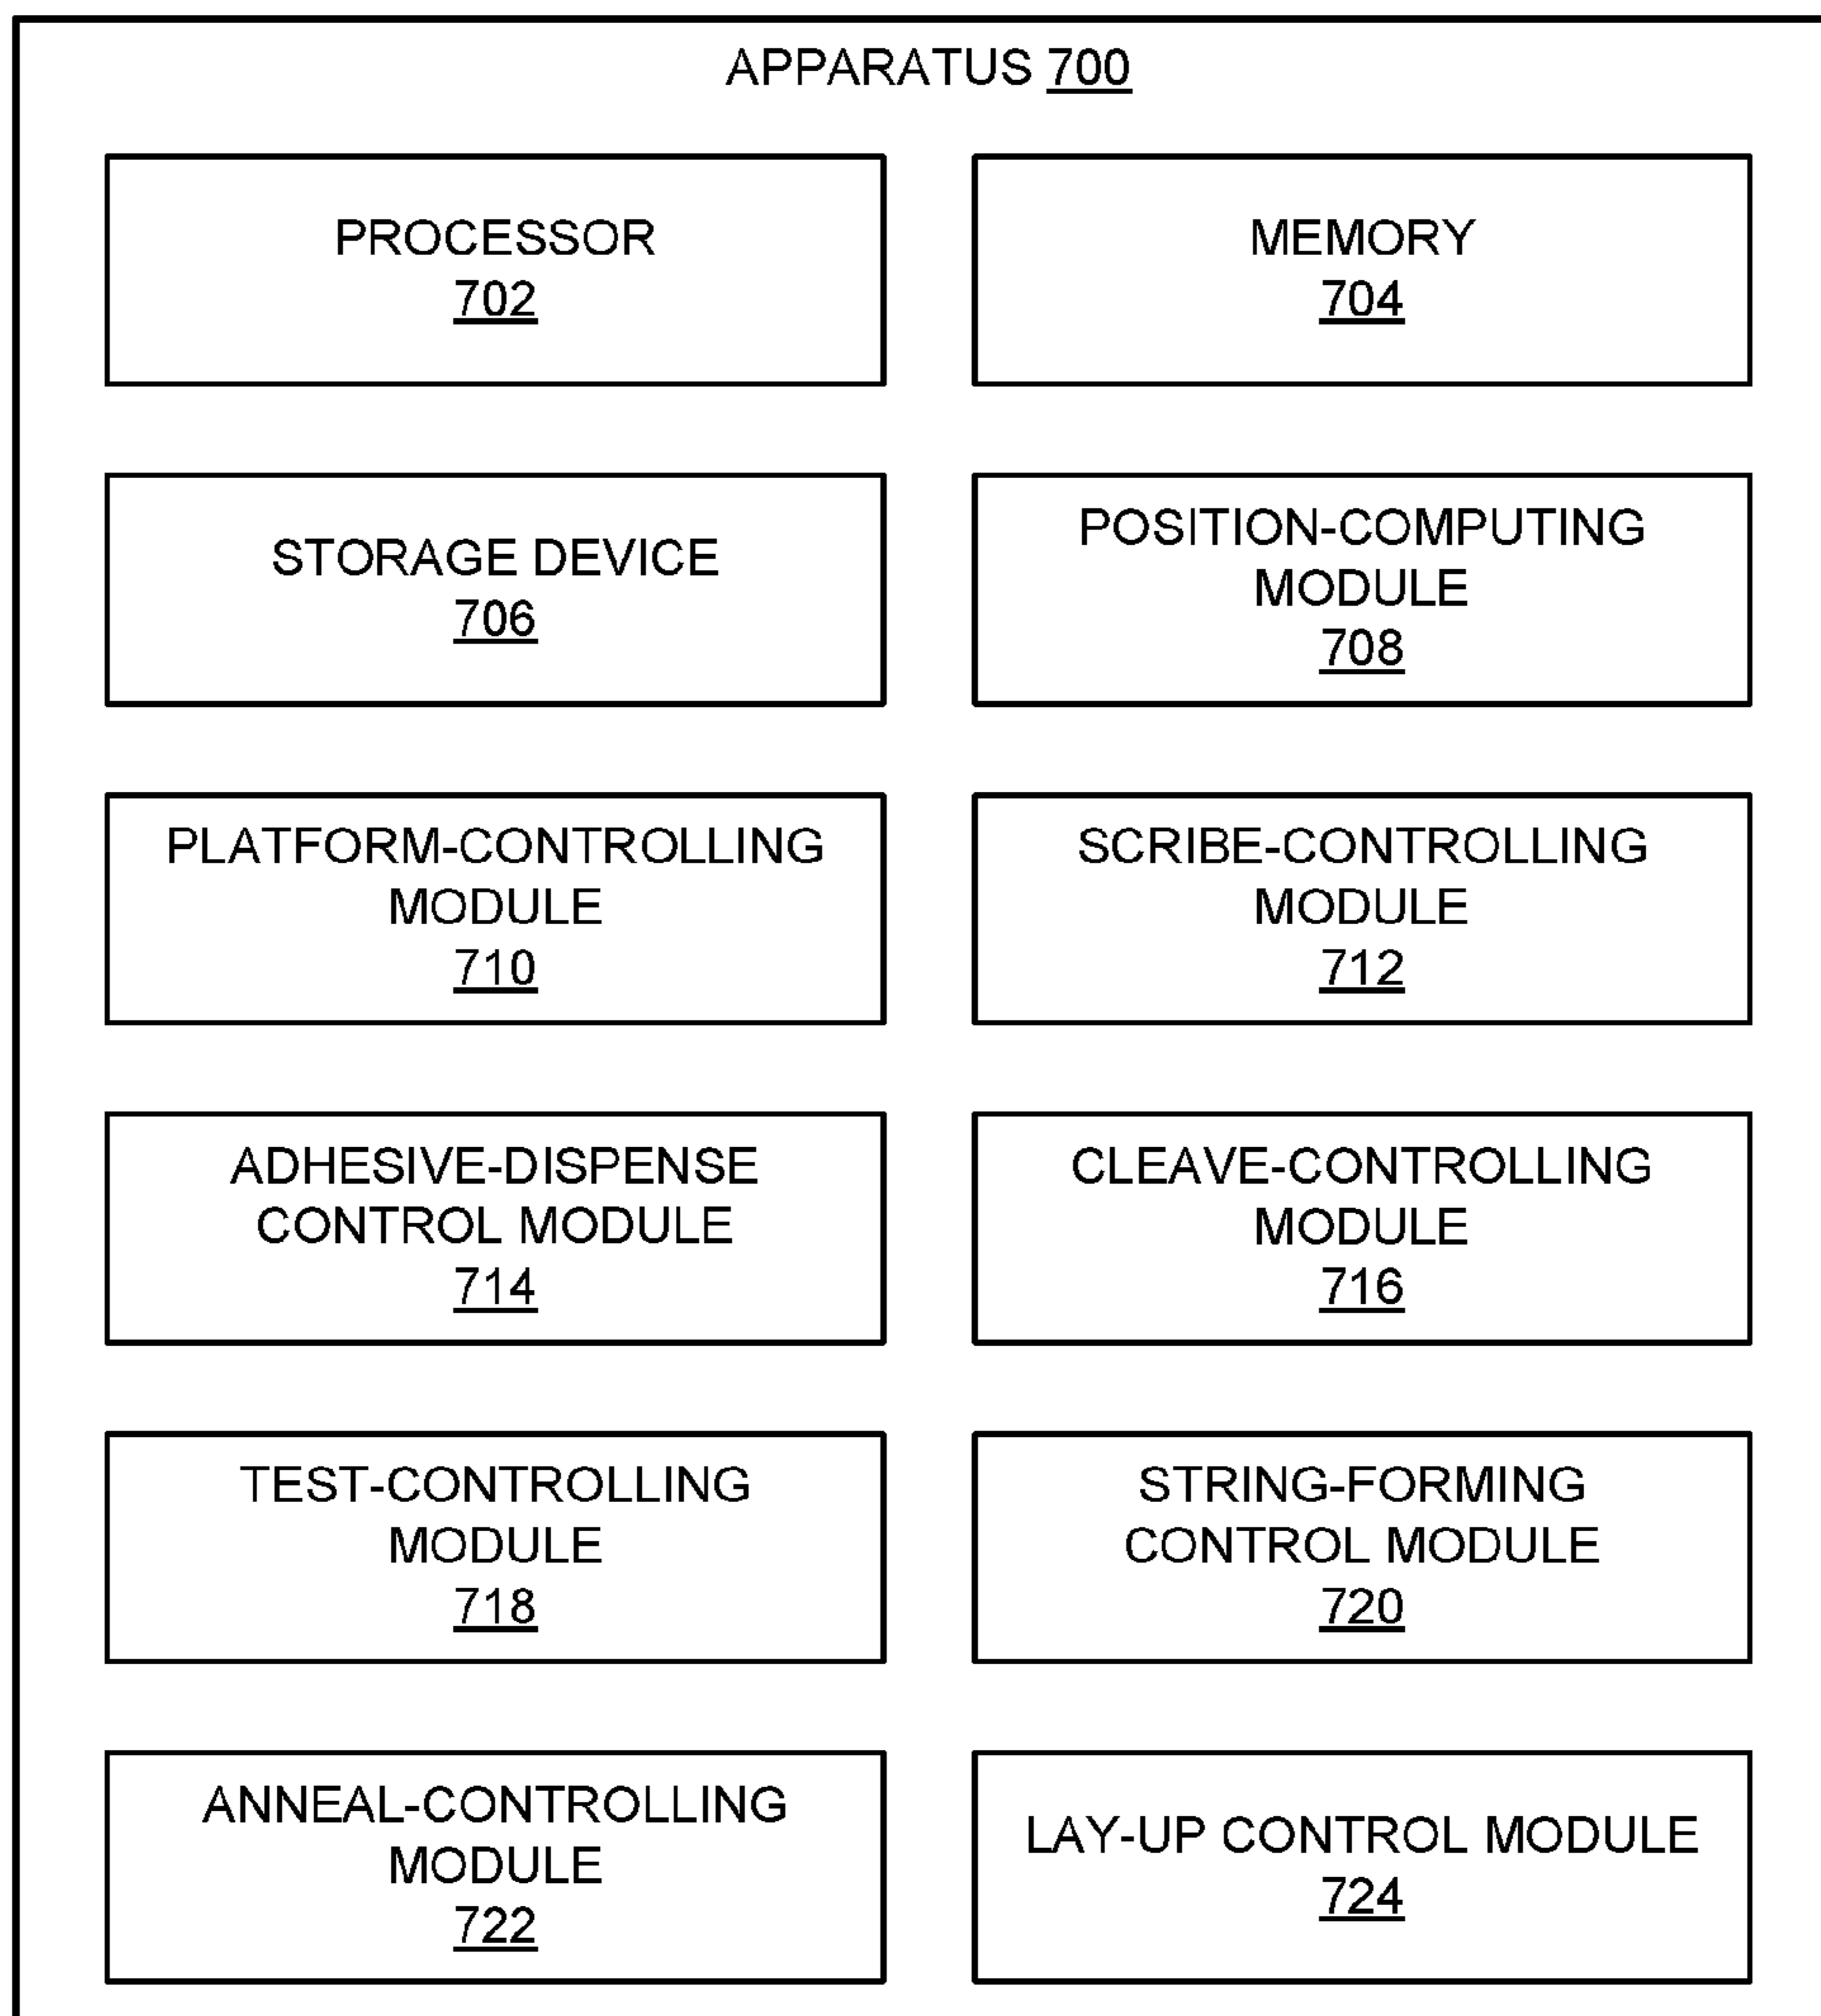 APPARATUS 700
PROCESSOR
702
MEMORY
704
STORAGE DEVICE
706
POSITION-COMPUTING
MODULE
708
PLATFORM-CONTROLLING
MODULE
710
SCRIBE-CONTROLLING
MODULE
712
ADHESIVE-DISPENSE
CONTROL MODULE
714
CLEAVE-CONTROLLING
MODULE
716
TEST-CONTROLLING
MODULE
718
STRING-FORMING
CONTROL MODULE
720
ANNEAL-CONTROLLING
MODULE
722
LAY-UP CONTROL MODULE
724